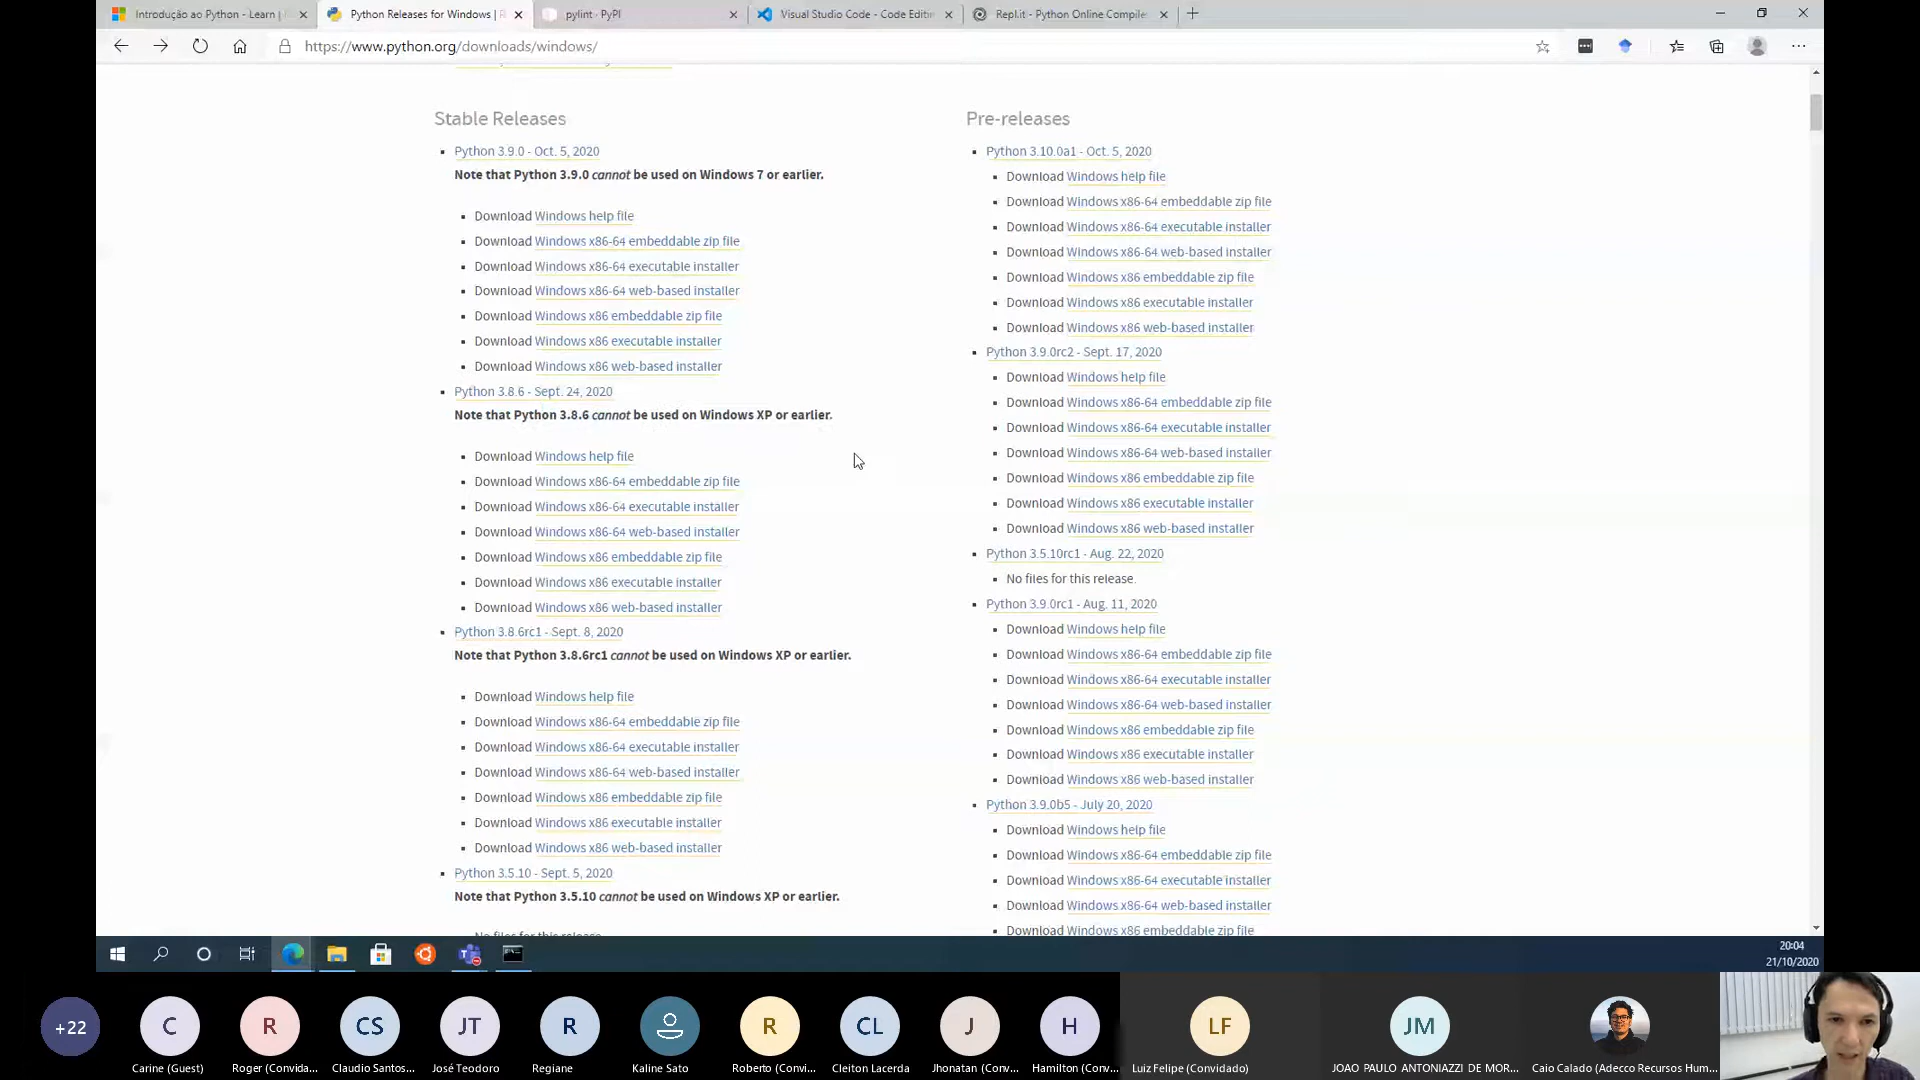 Introdução ao Python - Learn |
Python Releases for Windows |
pylint · PyPI
Visual Studio Code - Code Editin
Repl.it - Python Online Compile
https://www.python.org/downloads/windows/
Stable Releases
Python 3.9.0 - Oct. 5, 2020
Note that Python 3.9.0 cannot be used on Windows 7 or earlier.
Download Windows help file
Download Windows x86-64 embeddable zip file
Download Windows x86-64 executable installer
Download Windows x86-64 web-based installer
Download Windows x86 embeddable zip file
Download Windows x86 executable installer
Download Windows x86 web-based installer
Python 3.8.6 - Sept. 24, 2020
Note that Python 3.8.6 cannot be used on Windows XP or earlier.
Download Windows help file
Download Windows x86-64 embeddable zip file
Download Windows x86-64 executable installer
Download Windows x86-64 web-based installer
Download Windows x86 embeddable zip file
Download Windows x86 executable installer
Download Windows x86 web-based installer
Python 3.8.6rc1 - Sept. 8, 2020
Note that Python 3.8.6rc1 cannot be used on Windows XP or earlier.
Download Windows help file
Download Windows x86-64 embeddable zip file
Download Windows x86-64 executable installer
Download Windows x86-64 web-based installer
Download Windows x86 embeddable zip file
Download Windows x86 executable installer
Download Windows x86 web-based installer
Python 3.5.10 - Sept. 5, 2020
Note that Python 3.5.10 cannot be used on Windows XP or earlier.
No files for this release.
Pre-releases
Python 3.10.0a1 - Oct. 5, 2020
Download Windows help file
Download Windows x86-64 embeddable zip file
Download Windows x86-64 executable installer
Download Windows x86-64 web-based installer
Download Windows x86 embeddable zip file
Download Windows x86 executable installer
Download Windows x86 web-based installer
Python 3.9.0rc2 - Sept. 17, 2020
Download Windows help file
Download Windows x86-64 embeddable zip file
Download Windows x86-64 executable installer
Download Windows x86-64 web-based installer
Download Windows x86 embeddable zip file
Download Windows x86 executable installer
Download Windows x86 web-based installer
Python 3.5.10rc1 - Aug. 22, 2020
No files for this release.
Python 3.9.0rc1 - Aug. 11, 2020
Download Windows help file
Download Windows x86-64 embeddable zip file
Download Windows x86-64 executable installer
Download Windows x86-64 web-based installer
Download Windows x86 embeddable zip file
Download Windows x86 executable installer
Download Windows x86 web-based installer
Python 3.9.0b5 - July 20, 2020
Download Windows help file
Download Windows x86-64 embeddable zip file
Download Windows x86-64 executable installer
Download Windows x86-64 web-based installer
Download Windows x86 embeddable zip file
20:04
21/10/2020
+22
C
R
CS
JT
R
R
CL
J
H
LF
JM
Carine (Guest)
Roger (Convida...
Claudio Santos...
José Teodoro
Regiane
Kaline Sato
Roberto (Convi...
Cleiton Lacerda
Jhonatan (Conv...
Hamilton (Conv...
Luiz Felipe (Convidado)
JOAO PAULO ANTONIAZZI DE MOR...
Caio Calado (Adecco Recursos Hum...